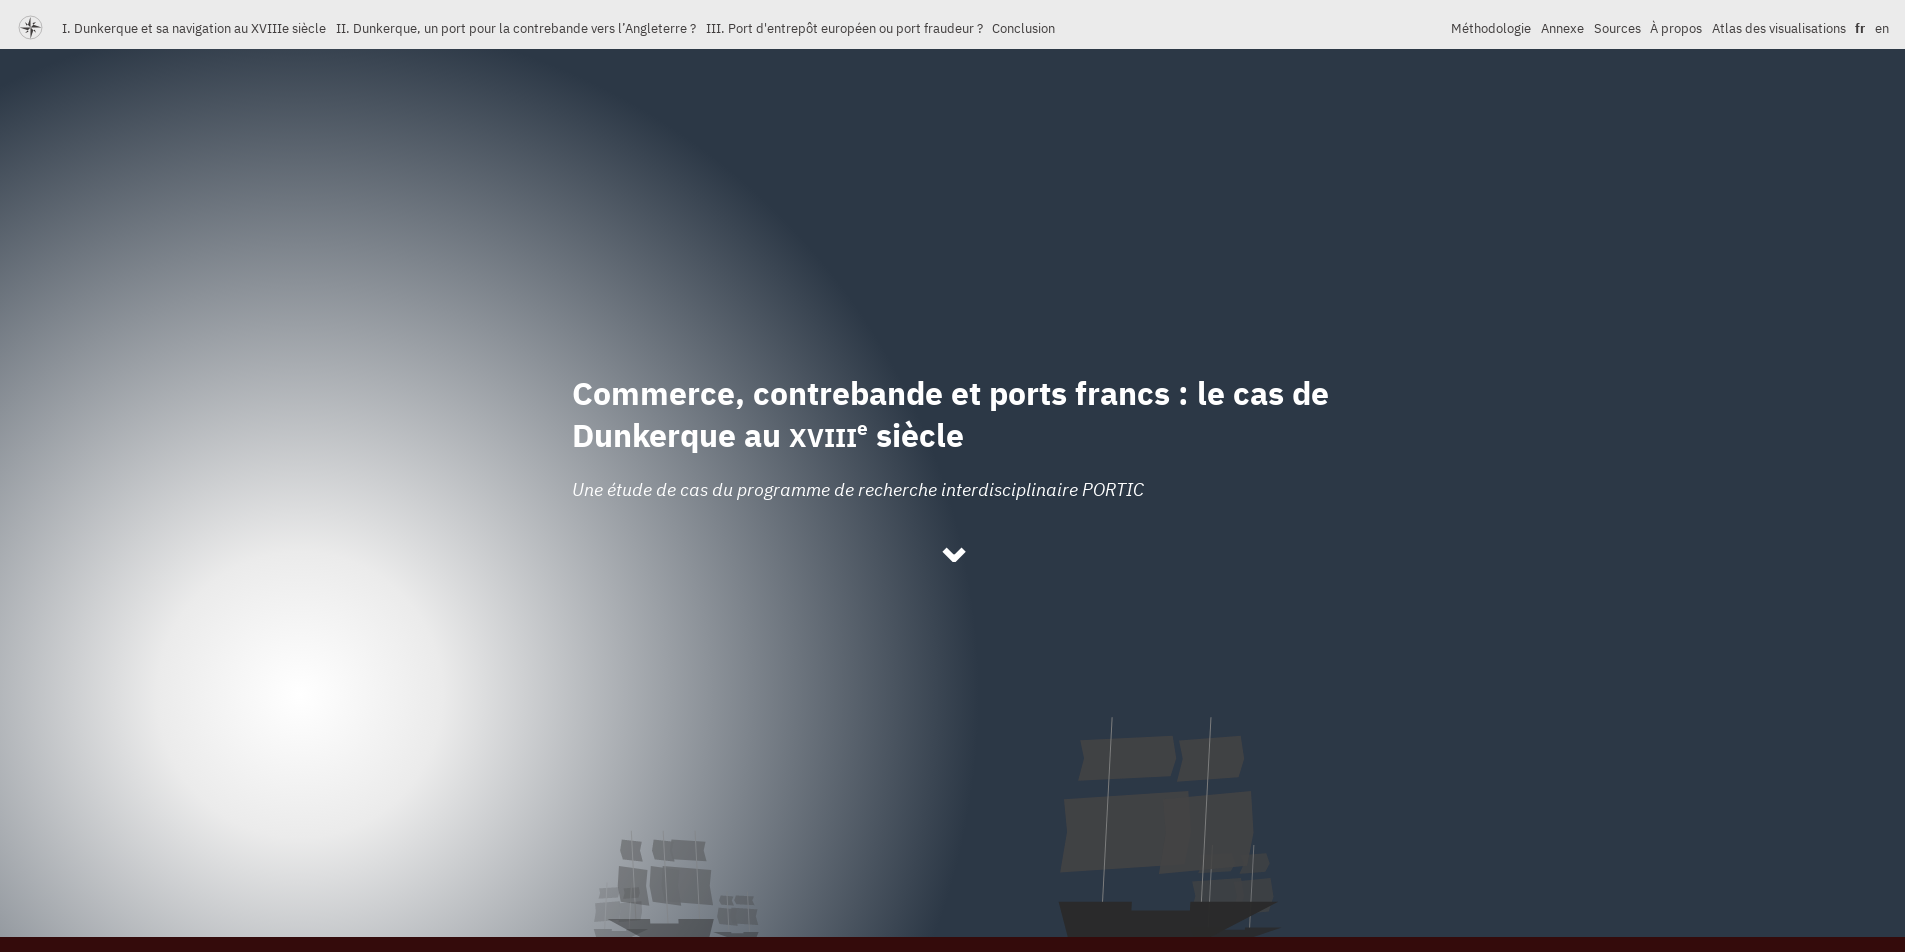 I. Dunkerque et sa navigation au XVIIIe siècle II. Dunkerque, un port pour la contrebande vers l’Angleterre ? III. Port d'entrepôt européen ou port fraudeur ? Conclusion Méthodologie Annexe Sources À propos Atlas des visualisations fr en
Commerce, contrebande et ports francs : le cas de
Dunkerque au XVIIIe siècle
Une étude de cas du programme de recherche interdisciplinaire PORTIC